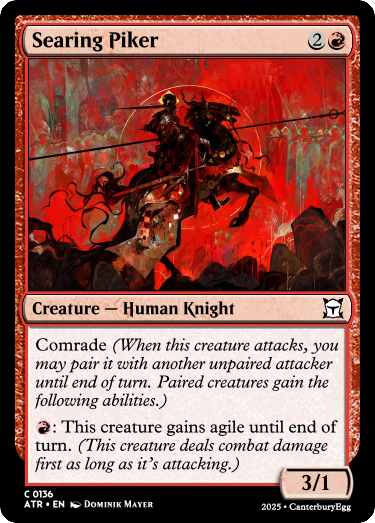 Searing Piker 2
Creature — Human Knight
Comrade (When this creature attacks, you
may pair it with another unpaired attacker
until end of turn. Paired creatures gain the
following abilities.)
: This creature gains agile until end of
turn. (This creature deals combat damage
first as long as it's attacking.)
3/1
C 0136
ATR • EN DOMINIK MAYER
2025 • CanterburyEgg